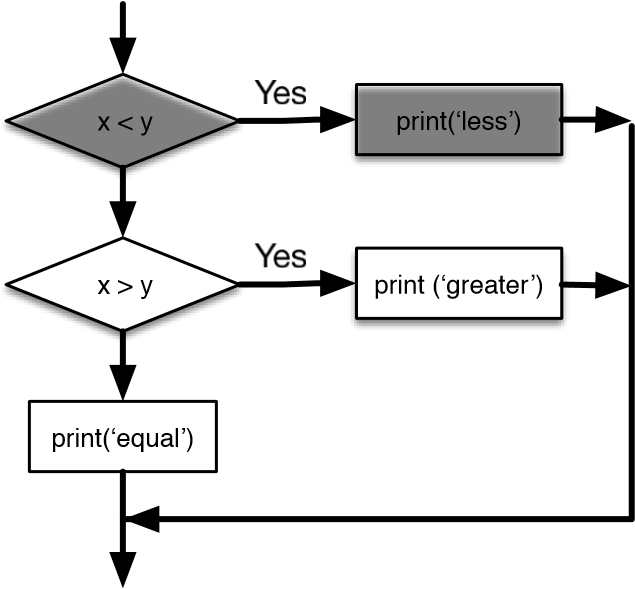 Yes
x < y
print(‘less’)
Yes
x > y
print (‘greater’)
print(‘equal’)